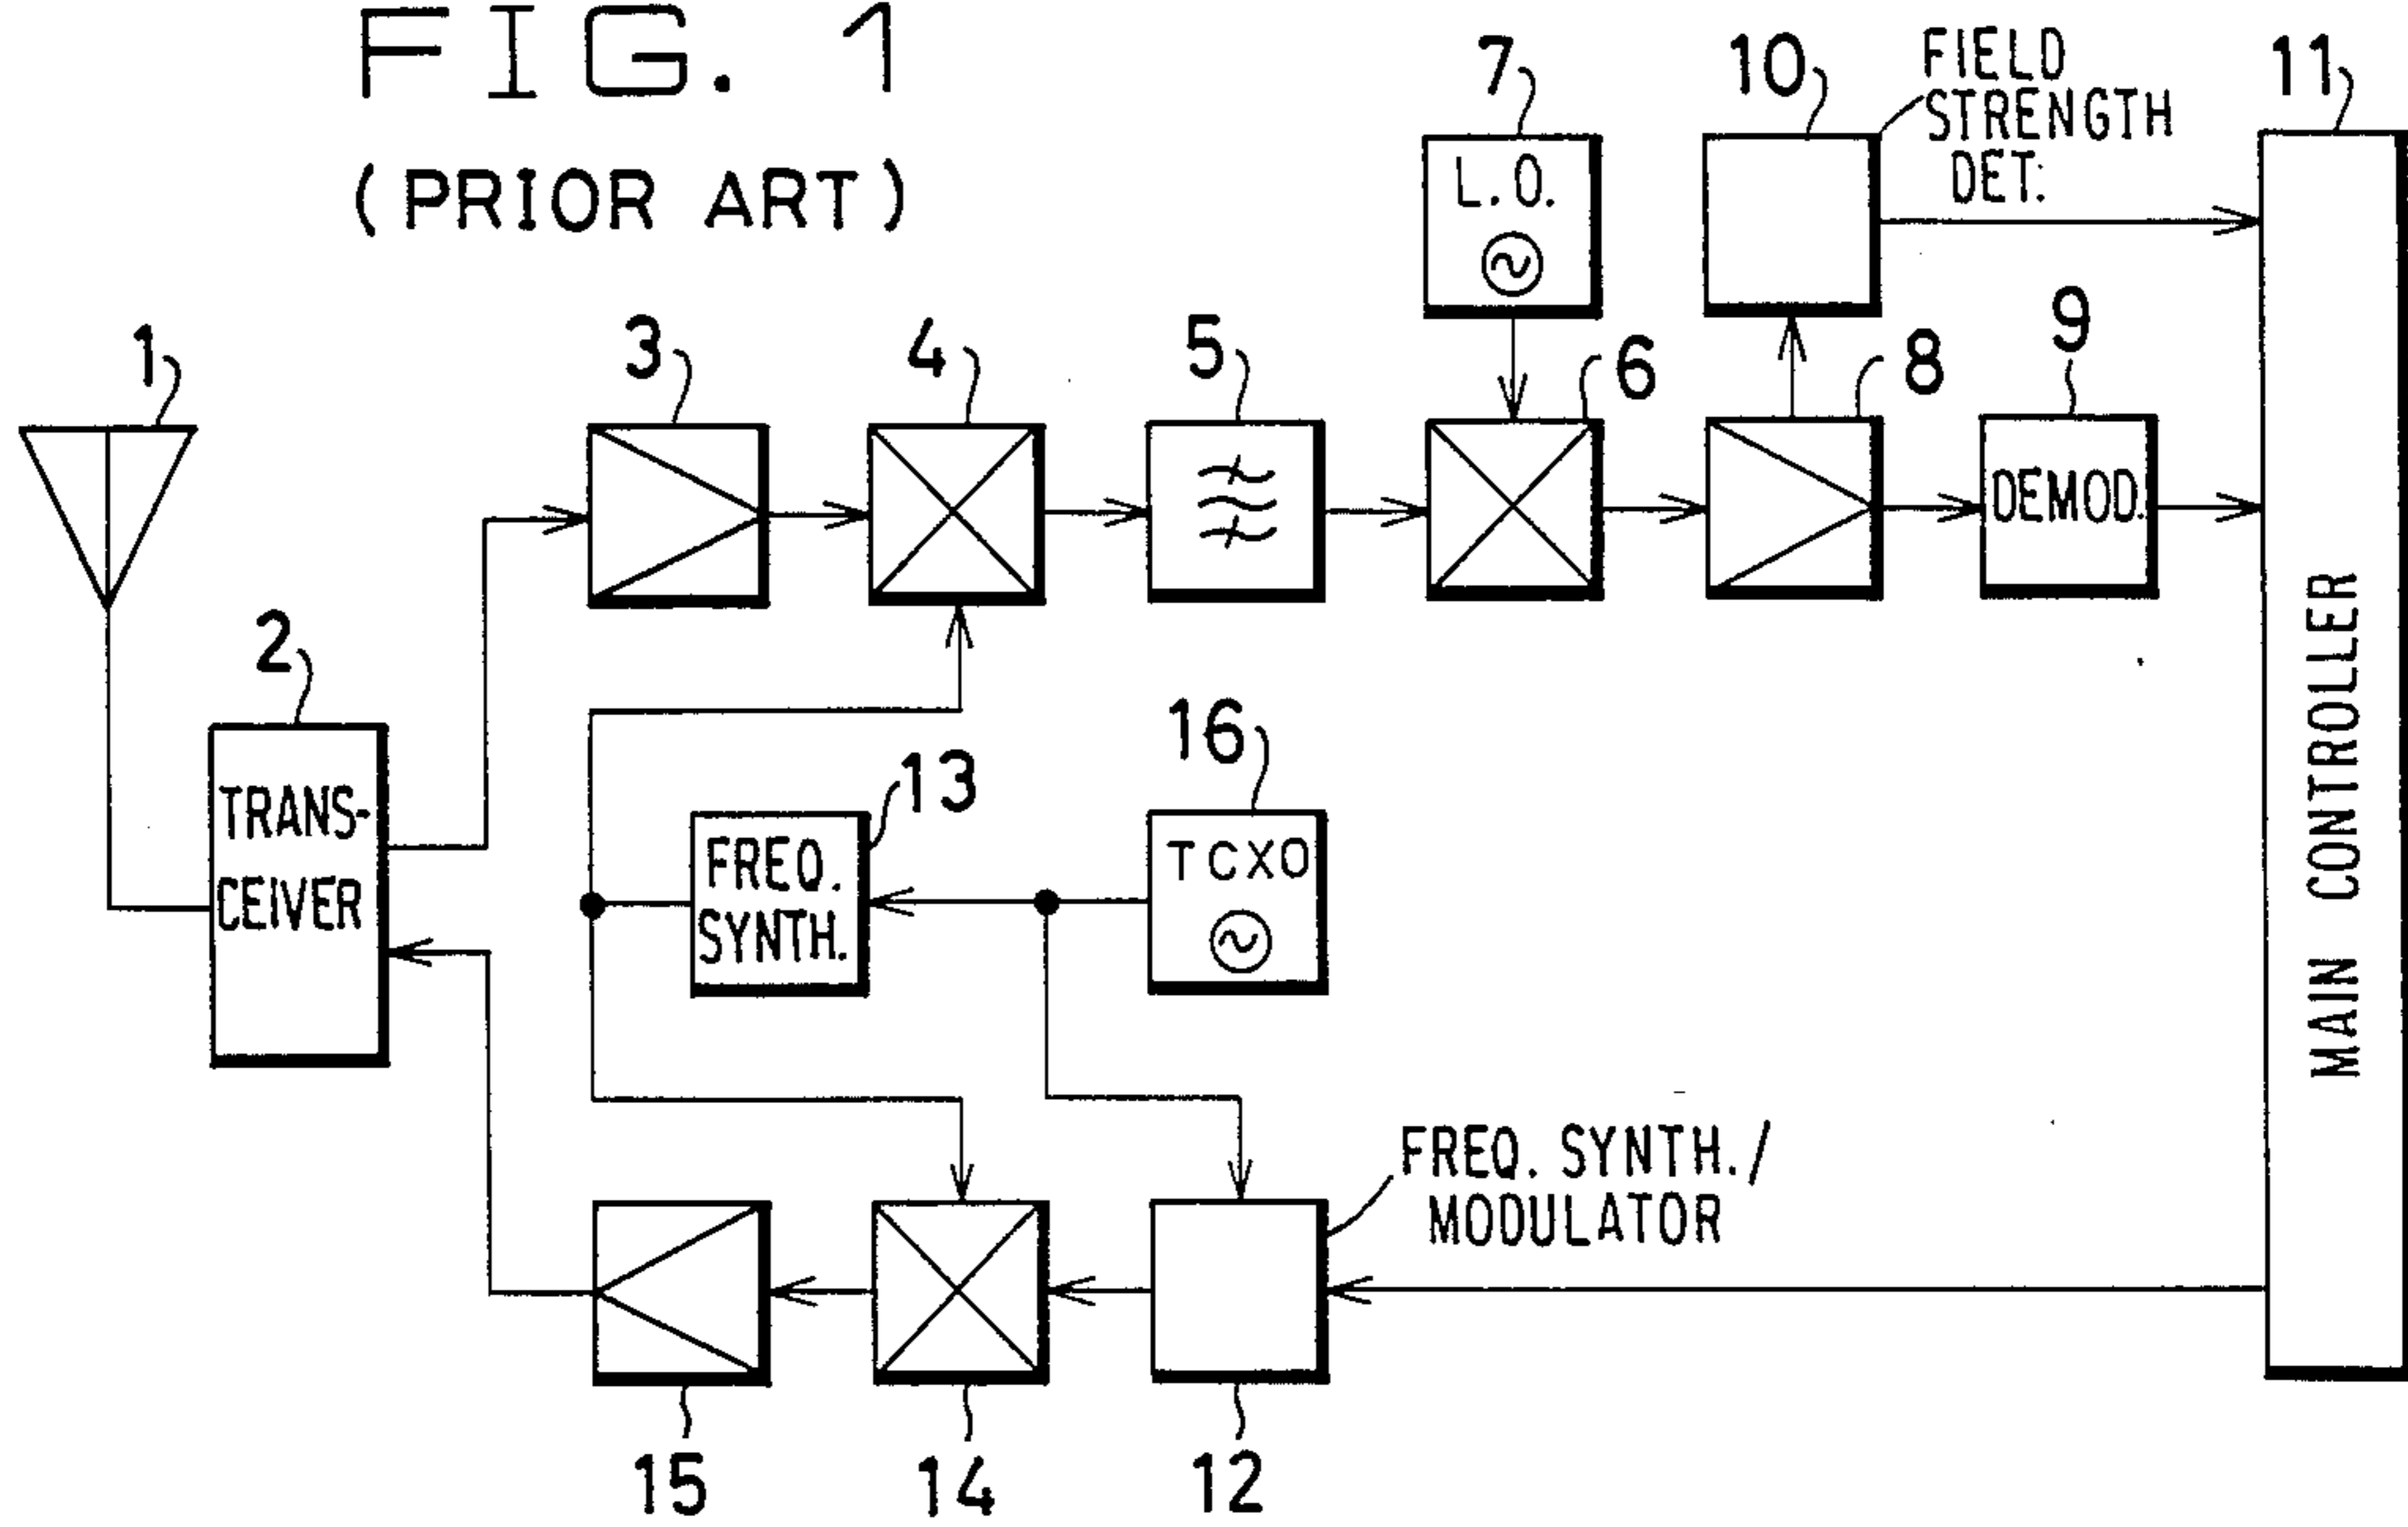 FIG. 1
(PRIOR ART)
7
10
FIELD
STRENGTH
DET.
11
L.O.
1
3
4
5
6
8
9
DEMOD.
2
TRANS-
CEIVER
13
FREQ.
SYNTH.
16
TCXO
MAIN CONTROLLER
FREQ. SYNTH./
MODULATOR
15
14
12